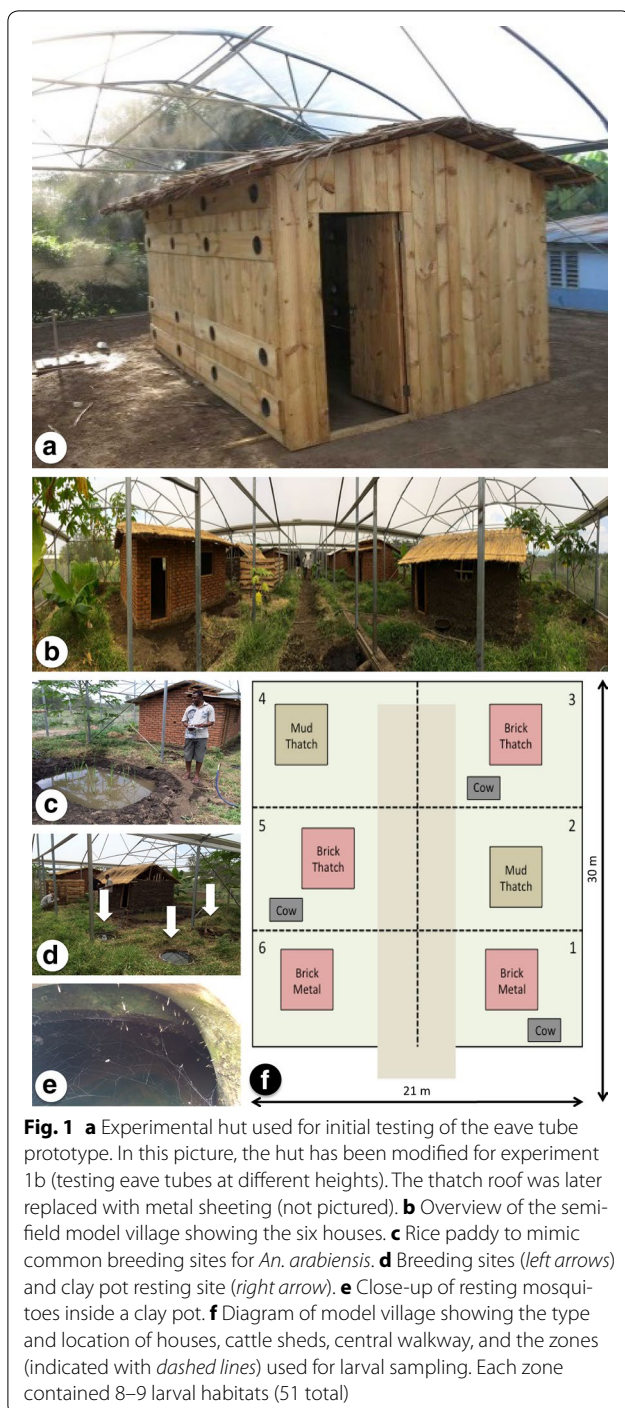 a
b
c
d
e
f
4
Mud
Thatch
3
Brick
Thatch
Cow
5
Brick
Thatch
Cow
2
Mud
Thatch
6
Brick
Metal
1
Brick
Metal
Cow
30 m
21 m
Fig. 1 a Experimental hut used for initial testing of the eave tube
prototype. In this picture, the hut has been modified for experiment
1b (testing eave tubes at different heights). The thatch roof was later
replaced with metal sheeting (not pictured). b Overview of the semi-
field model village showing the six houses. c Rice paddy to mimic
common breeding sites for An. arabiensis. d Breeding sites (left arrows)
and clay pot resting site (right arrow). e Close-up of resting mosqui-
toes inside a clay pot. f Diagram of model village showing the type
and location of houses, cattle sheds, central walkway, and the zones
(indicated with dashed lines) used for larval sampling. Each zone
contained 8–9 larval habitats (51 total)